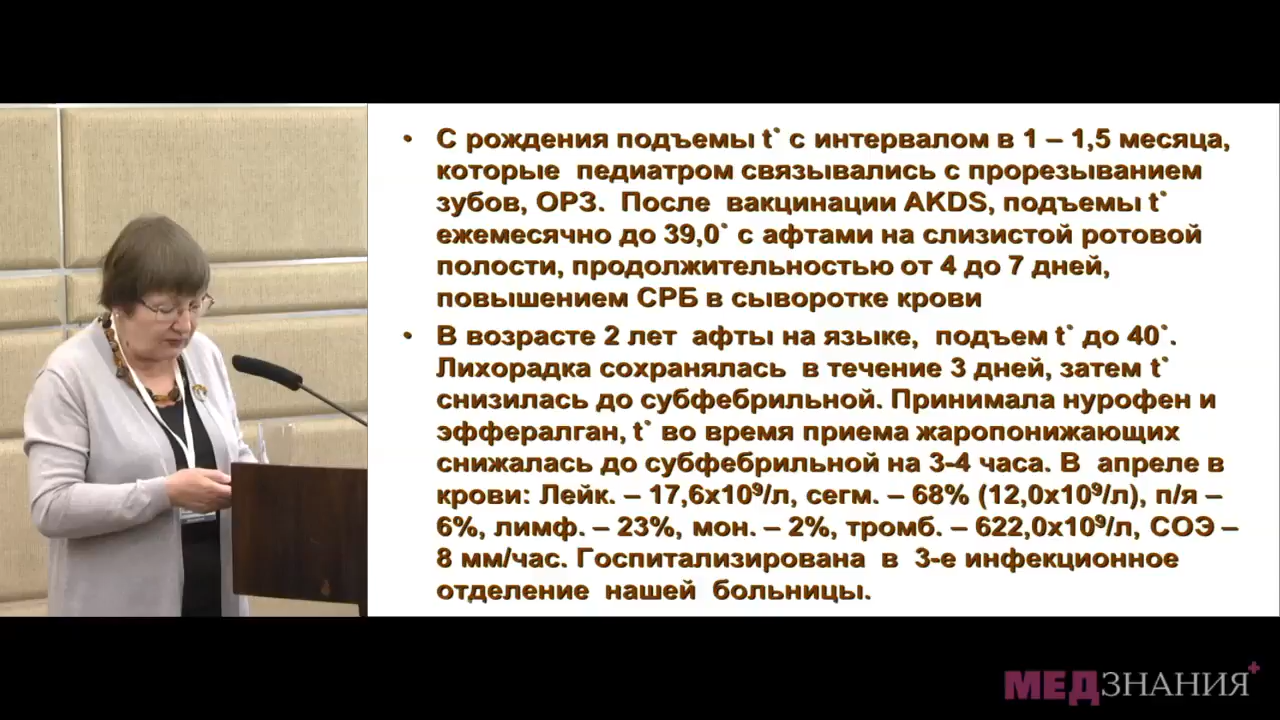 • С рождения подъемы t˚ с интервалом в 1 – 1,5 месяца,
которые педиатром связывались с прорезыванием
зубов, ОРЗ. После вакцинации AKDS, подъемы t˚
ежемесячно до 39,0˚ с афтами на слизистой ротовой
полости, продолжительностью от 4 до 7 дней,
повышением СРБ в сыворотке крови
• В возрасте 2 лет афты на языке, подъем t˚ до 40˚.
Лихорадка сохранялась в течение 3 дней, затем t˚
снизилась до субфебрильной. Принимала нурофен и
эффералган, t˚ во время приема жаропонижающих
снижалась до субфебрильной на 3-4 часа. В апреле в
крови: Лейк. – 17,6х10⁹/л, сегм. – 68% (12,0х10⁹/л), п/я –
6%, лимф. – 23%, мон. – 2%, тромб. – 622,0х10⁹/л, СОЭ –
8 мм/час. Госпитализирована в 3-е инфекционное
отделение нашей больницы.
МЕДЗНАНИЯ+